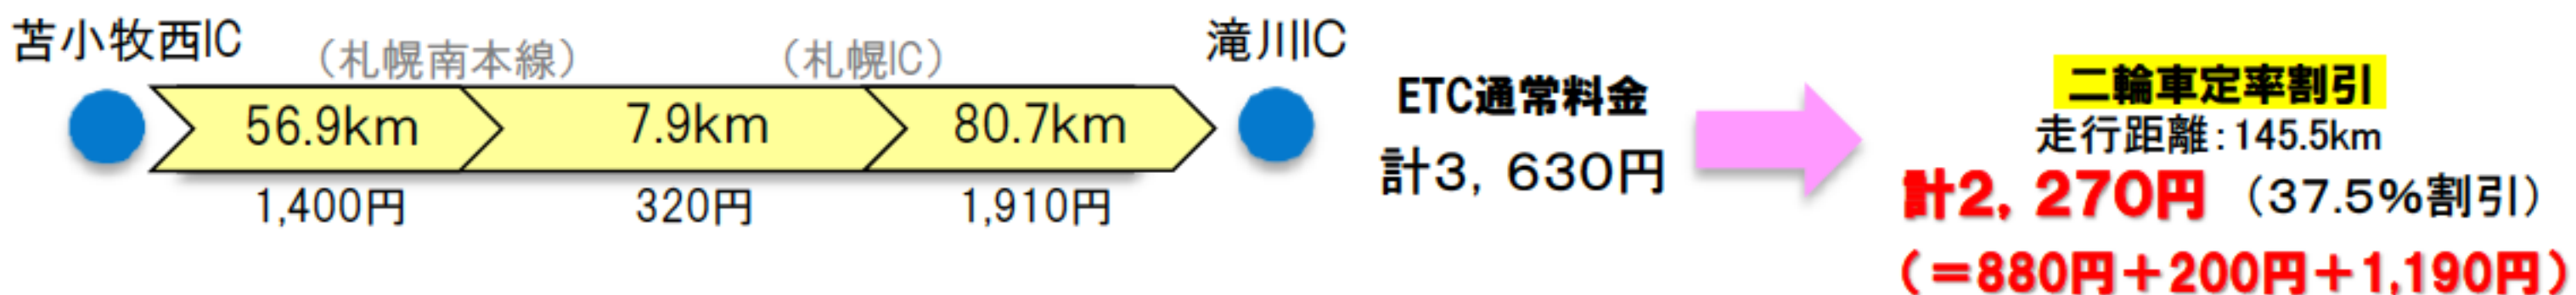 苫小牧西IC
（札幌南本線）
（札幌IC）
滝川IC
56.9km
7.9km
80.7km
1,400円
320円
1,910円
ETC通常料金
計3，630円
二輪車定率割引
走行距離：145.5km
計2，270円（37.5%割引）
（＝880円＋200円＋1,190円）